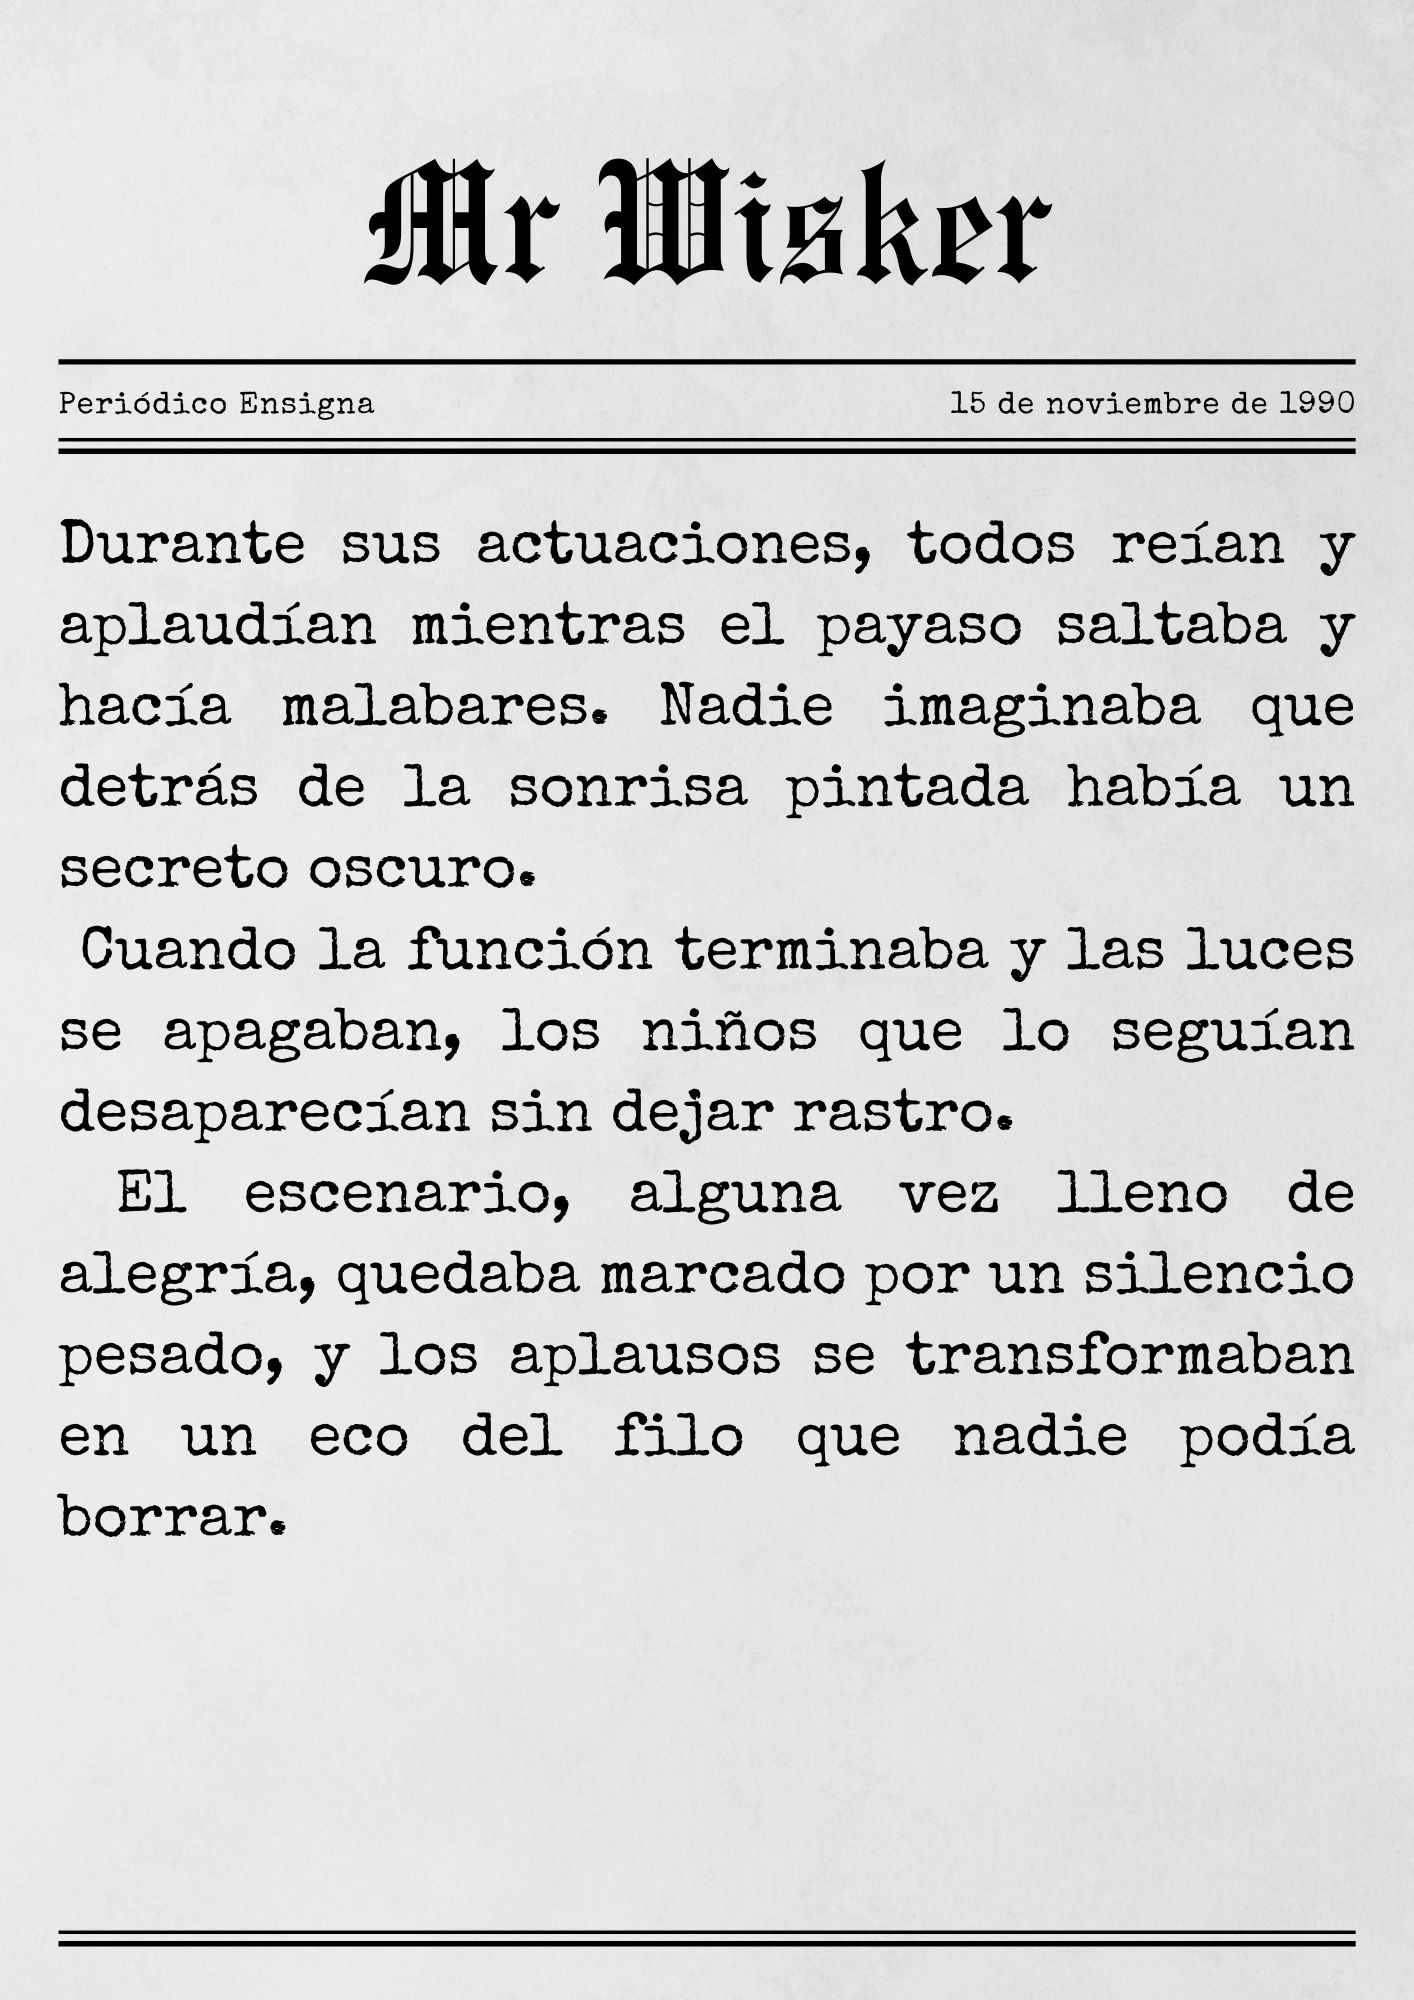 Mr Wisker
Periódico Ensigna
15 de noviembre de 1990
Durante sus actuaciones, todos reían y
aplaudían mientras el payaso saltaba y
hacía malabares. Nadie imaginaba que
detrás de la sonrisa pintada había un
secreto oscuro.
Cuando la función terminaba y las luces
se apagaban, los niños que lo seguían
desaparecían sin dejar rastro.
El escenario, alguna vez lleno de
alegría, quedaba marcado por un silencio
pesado, y los aplausos se transformaban
en un eco del filo que nadie podía
borrar.